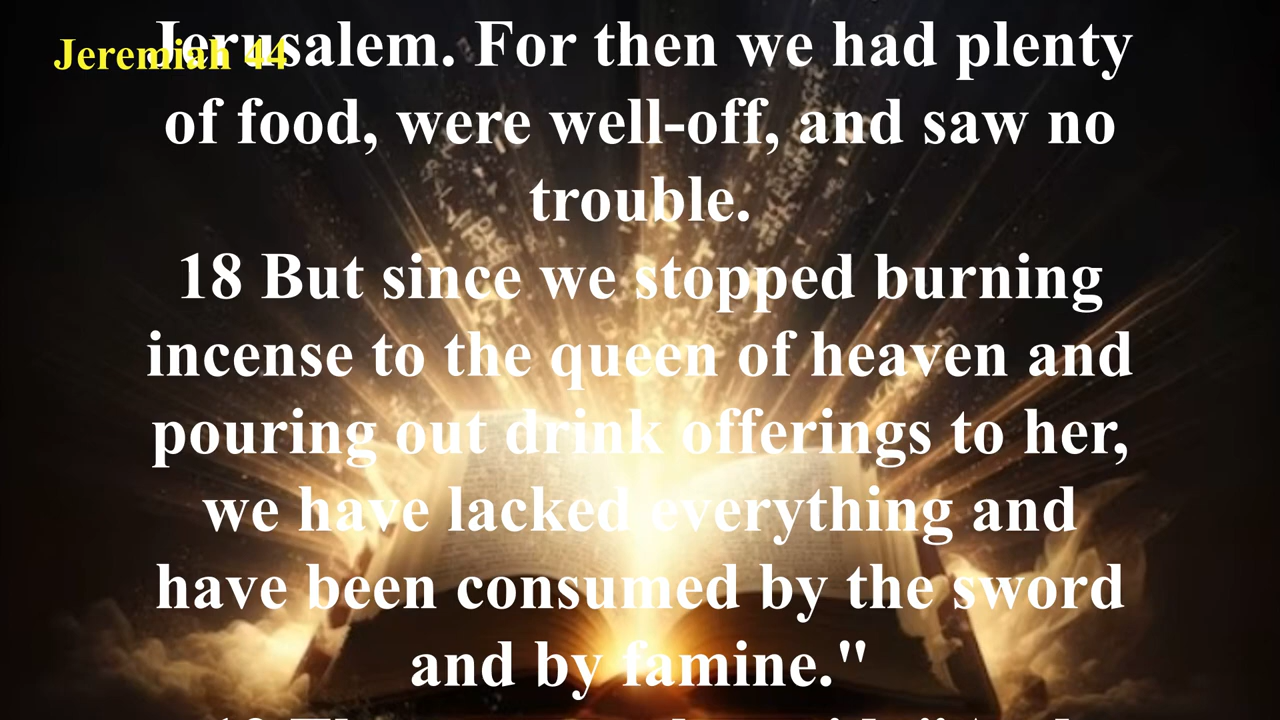 Jeremiah 44
Jerusalem. For then we had plenty
of food, were well-off, and saw no
trouble.
18 But since we stopped burning
incense to the queen of heaven and
pouring out drink offerings to her,
we have lacked everything and
have been consumed by the sword
and by famine."